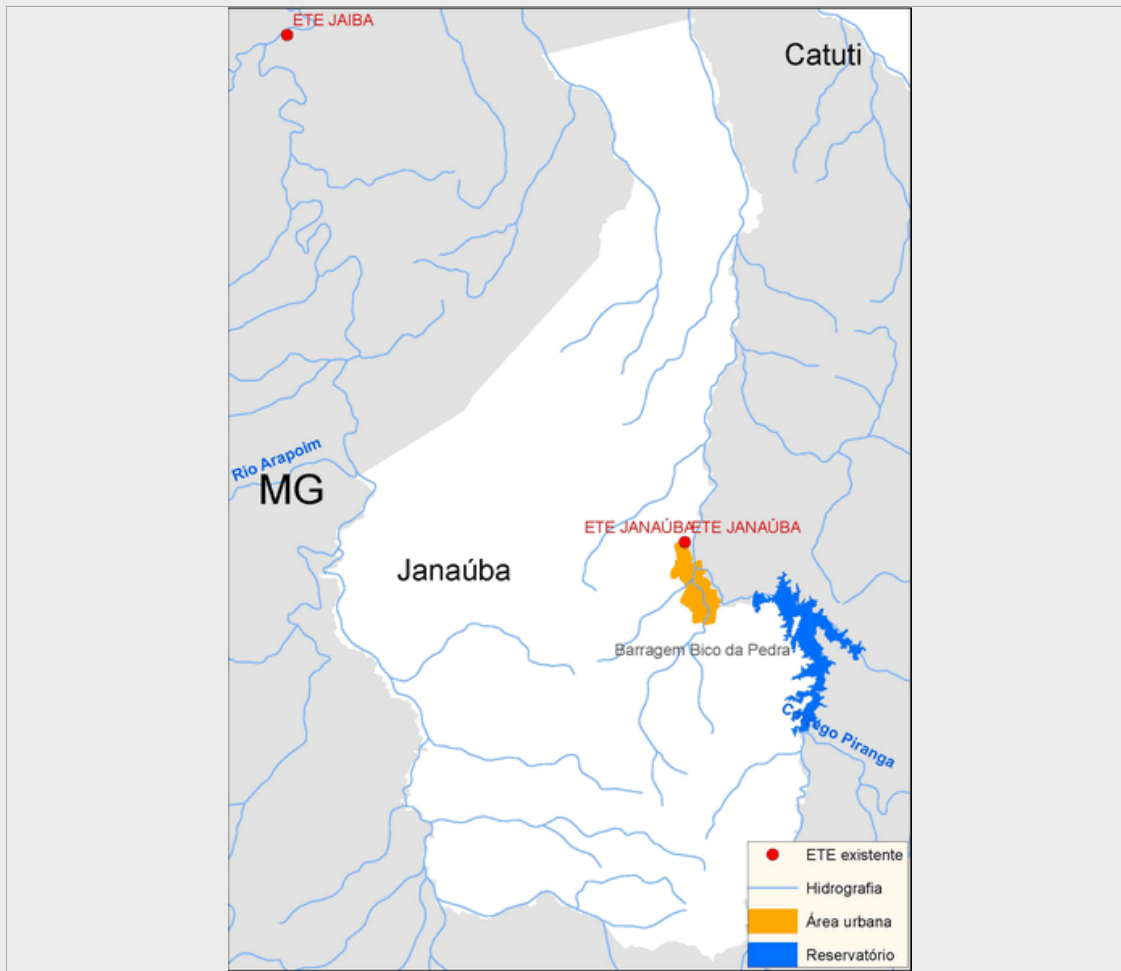 ETE JAIBA
Catuti
Rio Arapoim
MG
ETE JANAÚBA ETE JANAÚBA
Janaúba
Barragem Bico da Pedra
Córrego Piranga
ETE existente
Hidrografia
Área urbana
Reservatório